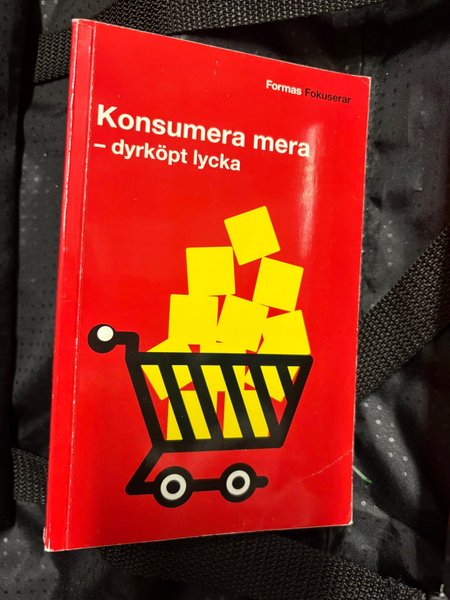 Formas Fokuserar
Konsumera mera
– dyrköpt lycka